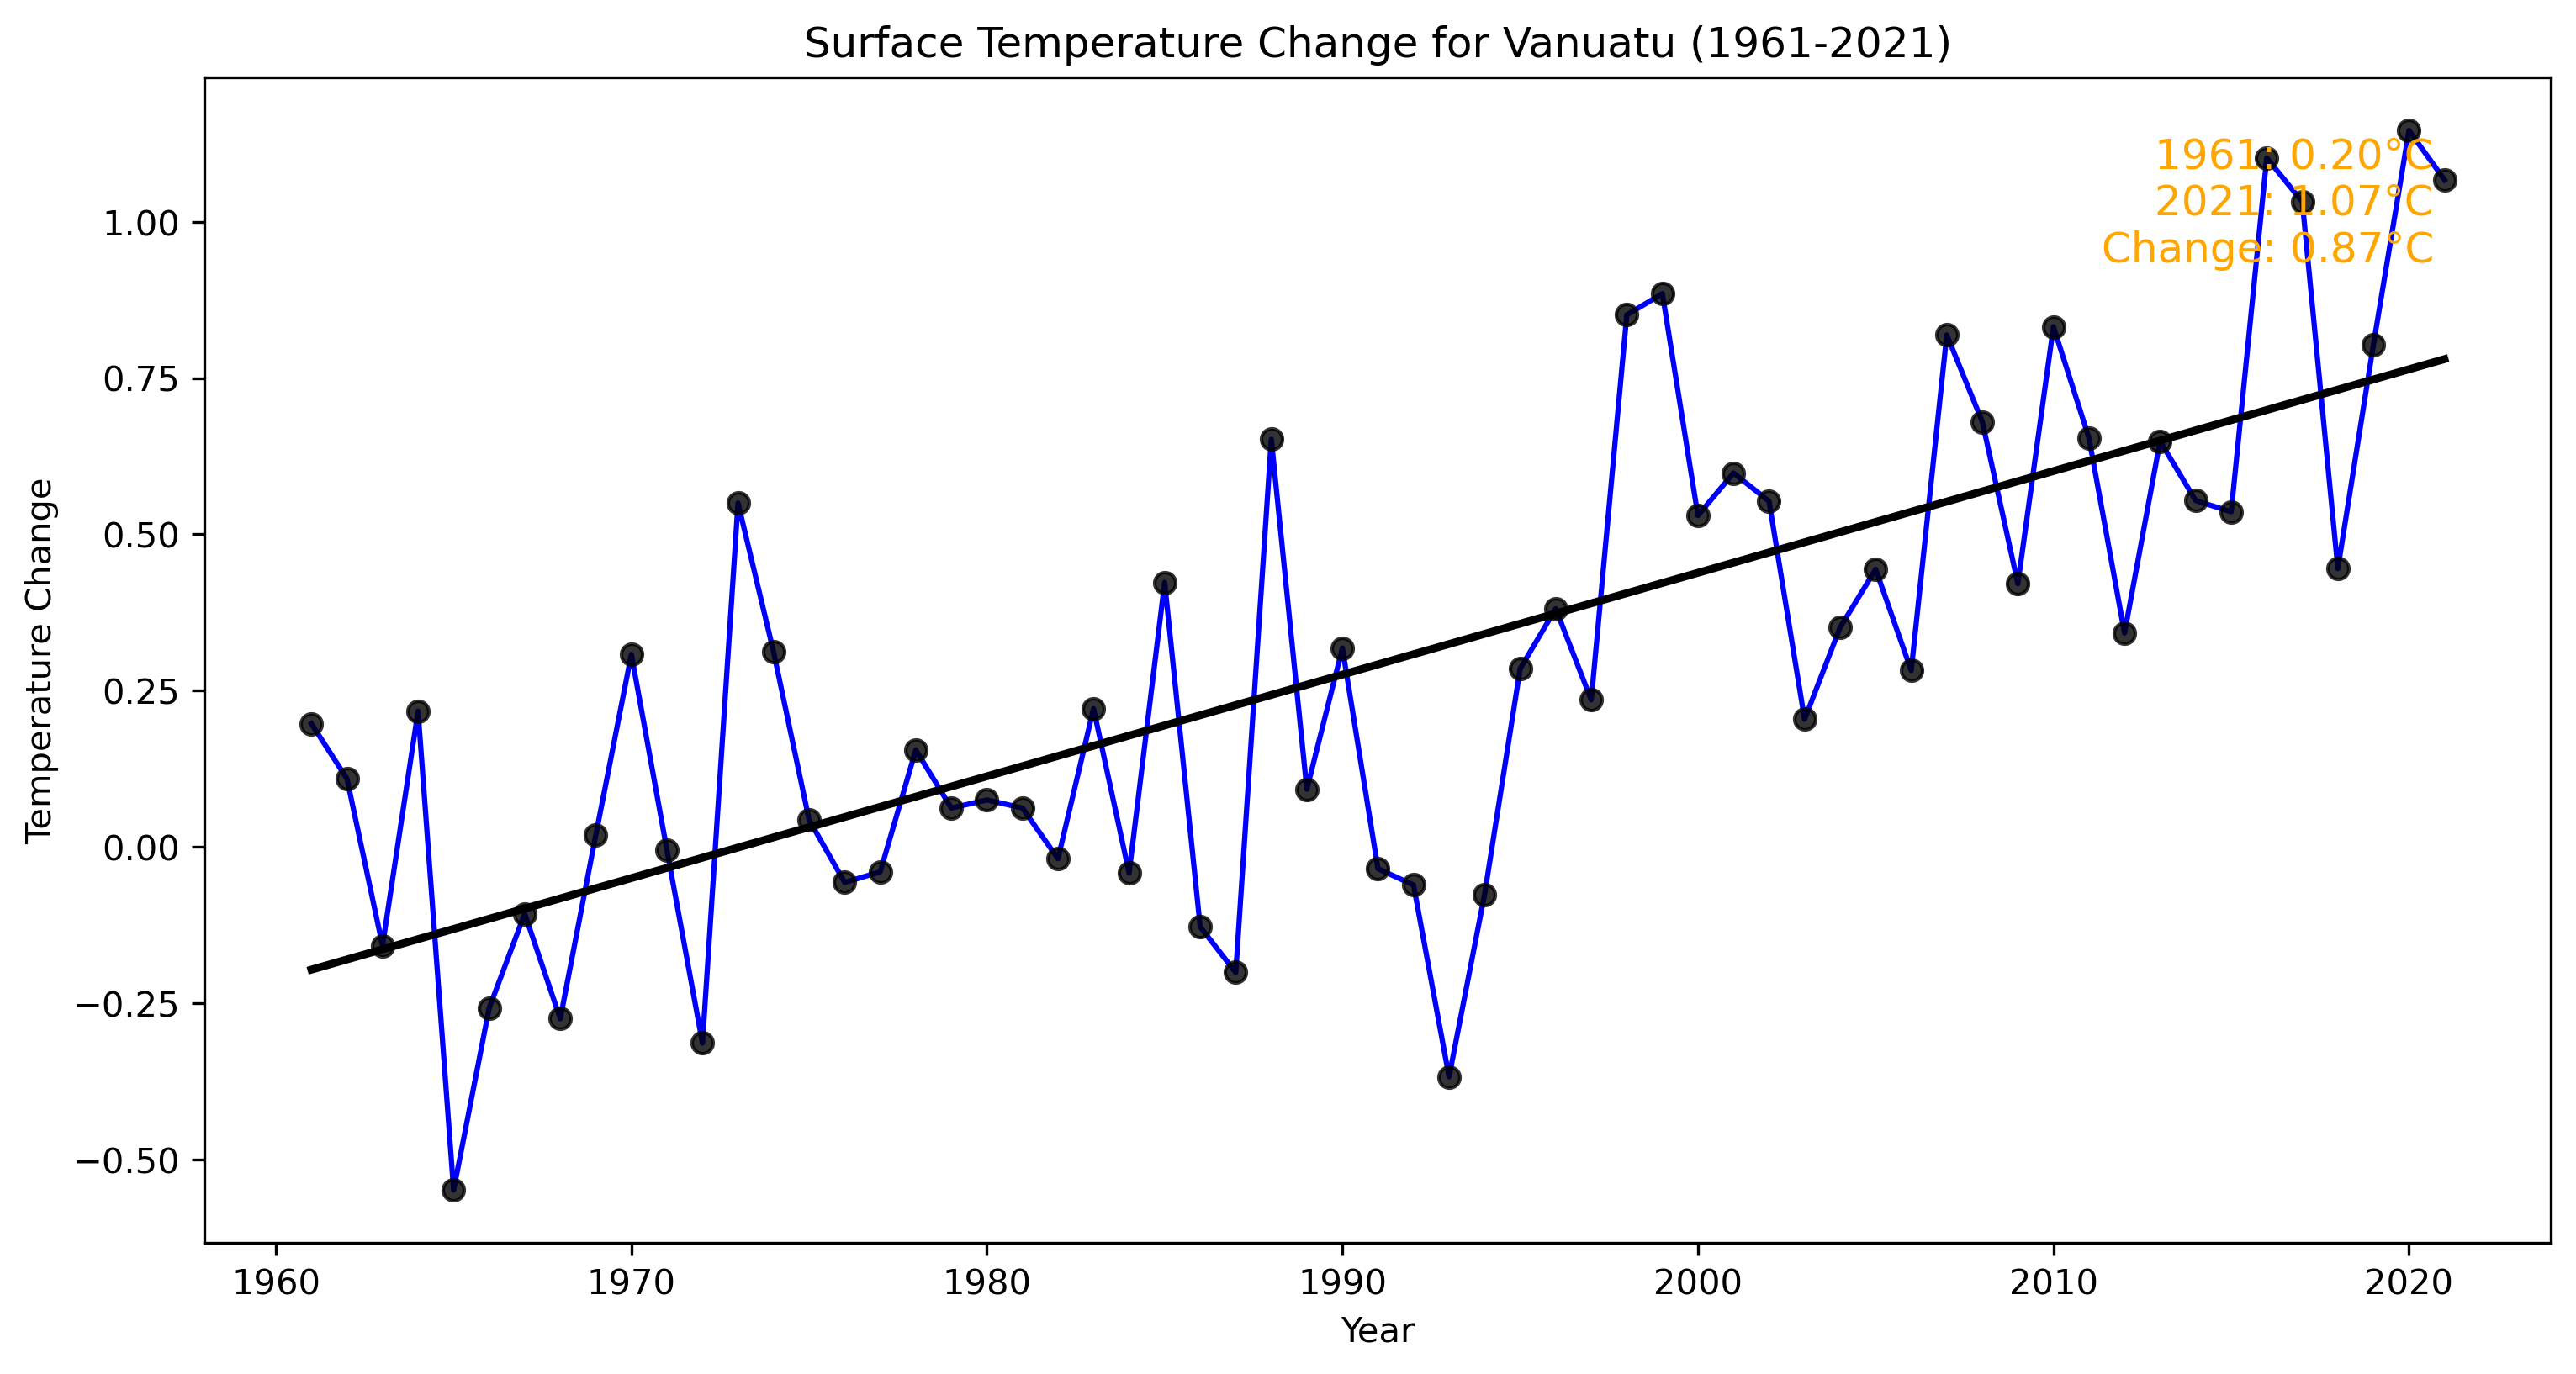 Surface Temperature Change for Vanuatu (1961-2021)
1961: 0.20°C
2021: 1.07°C
Change: 0.87°C
Temperature Change
1.00
0.75
0.50
0.25
0.00
−0.25
−0.50
1960 1970 1980 1990 2000 2010 2020
Year